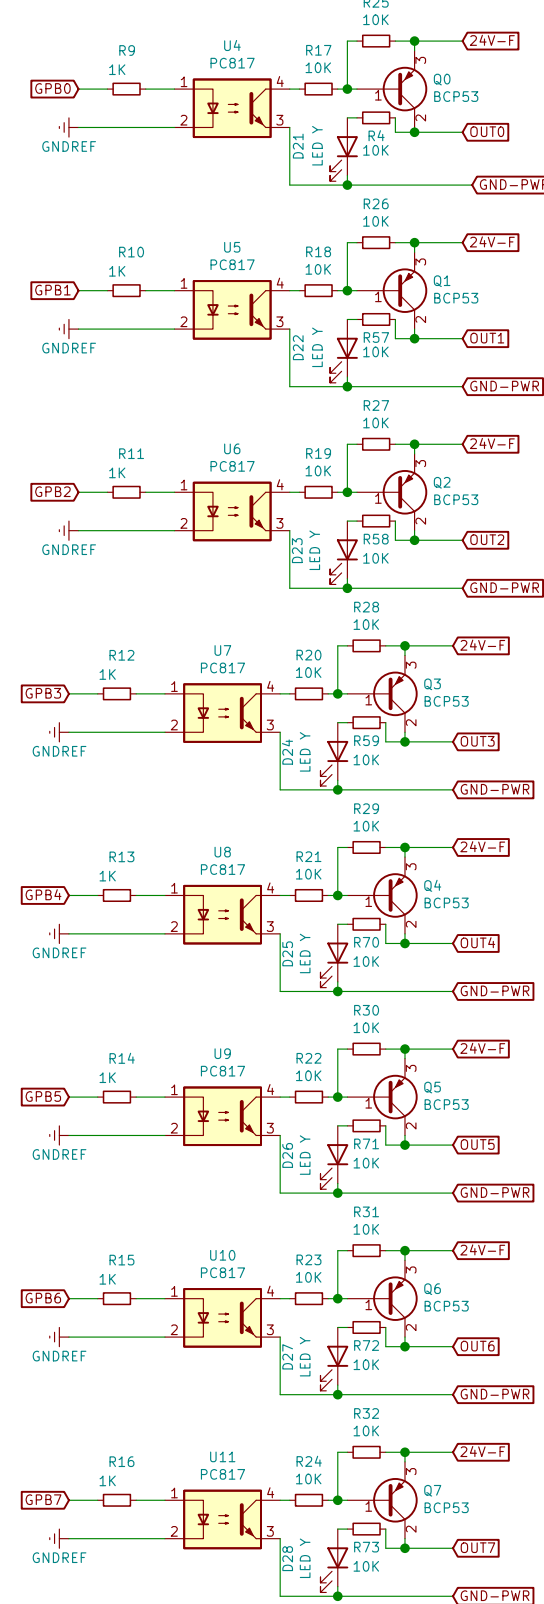 R25
U4
R9
R17
10K
24V-F
1K
PC817
10K
3
Q0
GPB0
1
4
1
BCP53
2
3
2
D21
LED Y
R4
OUT0
GNDREF
10K
GND-PWR
R26
U5
R10
R18
10K
24V-F
1K
PC817
10K
3
Q1
GPB1
1
4
1
BCP53
2
3
2
D22
LED Y
R57
OUT1
GNDREF
10K
GND-PWR
R27
U6
R11
R19
10K
24V-F
1K
PC817
10K
3
Q2
GPB2
1
4
1
BCP53
2
3
2
D23
LED Y
R58
OUT2
GNDREF
10K
GND-PWR
R28
U7
R12
R20
10K
24V-F
1K
PC817
10K
3
Q3
GPB3
1
4
1
BCP53
2
3
2
D24
LED Y
R59
OUT3
GNDREF
10K
GND-PWR
R29
U8
R13
R21
10K
24V-F
1K
PC817
10K
3
Q4
GPB4
1
4
1
BCP53
2
3
2
D25
LED Y
R70
OUT4
GNDREF
10K
GND-PWR
R30
U9
R14
R22
10K
24V-F
1K
PC817
10K
3
Q5
GPB5
1
4
1
BCP53
2
3
2
D26
LED Y
R71
OUT5
GNDREF
10K
GND-PWR
R31
U10
R15
R23
10K
24V-F
1K
PC817
10K
3
Q6
GPB6
1
4
1
BCP53
2
3
2
D27
LED Y
R72
OUT6
GNDREF
10K
GND-PWR
R32
U11
R16
R24
10K
24V-F
1K
PC817
10K
3
Q7
GPB7
1
4
1
BCP53
2
3
2
D28
LED Y
R73
OUT7
GNDREF
10K
GND-PWR